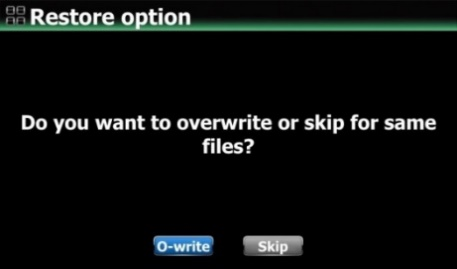 Restore option
Do you want to overwrite or skip for same
files?
O-write
Skip